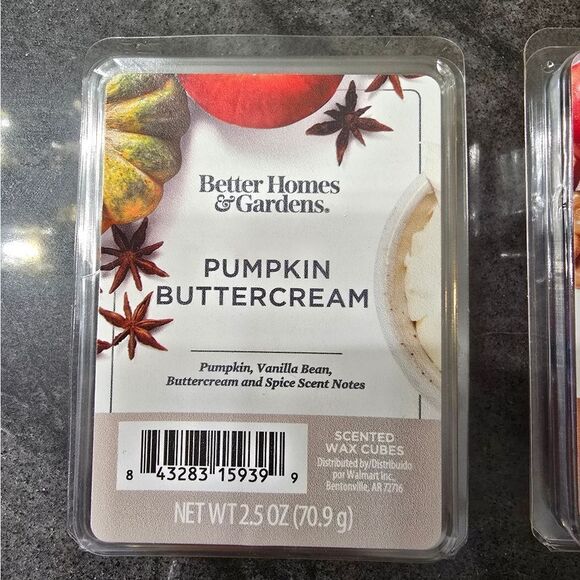 Better Homes
& Gardens®
PUMPKIN
BUTTERCREAM
Pumpkin, Vanilla Bean,
Buttercream and Spice Scent Notes
8 43283 15939 9
SCENTED
WAX CUBES
Distributed by/Distribuido
por Walmart Inc.,
Bentonville, AR 72716
NET WT 2.5 OZ (70.9 g)